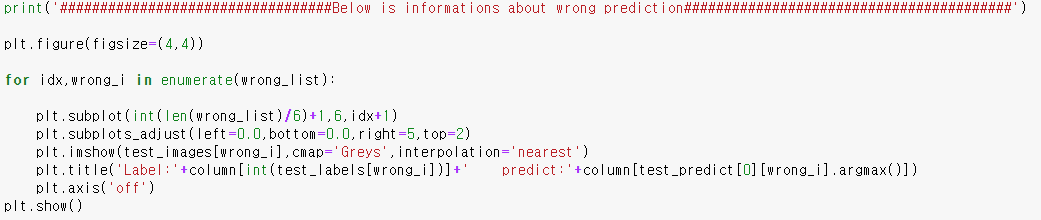 print('##################################Below is informations about wrong prediction#########################################')
plt.figure(figsize=(4,4))
for idx,wrong_i in enumerate(wrong_list):
plt.subplot(int(len(wrong_list)/6)+1,6,idx+1)
plt.subplots_adjust(left=0.0,bottom=0.0,right=5,top=2)
plt.imshow(test_images[wrong_i],cmap='Greys',interpolation='nearest')
plt.title('Label:'+column[int(test_labels[wrong_i])]+'    predict:'+column[test_predict[0][wrong_i].argmax()])
plt.axis('off')
plt.show()